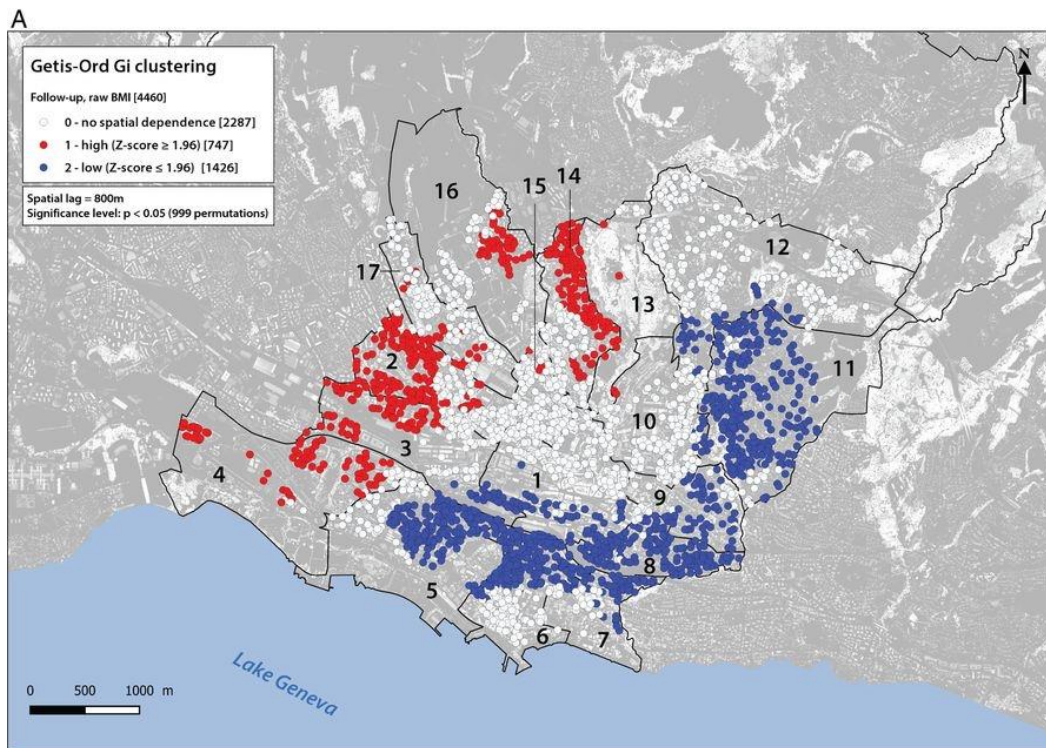 A
Getis-Ord Gi clustering
Follow-up, raw BMI [4460]
0 - no spatial dependence [2287]
1 - high (Z-score ≥ 1.96) [747]
2 - low (Z-score ≤ 1.96) [1426]
Spatial lag = 800m
Significance level: p < 0.05 (999 permutations)
N
16
15
14
12
17
13
2
11
10
3
4
1
9
8
5
6
7
Lake Geneva
0 500 1000 m